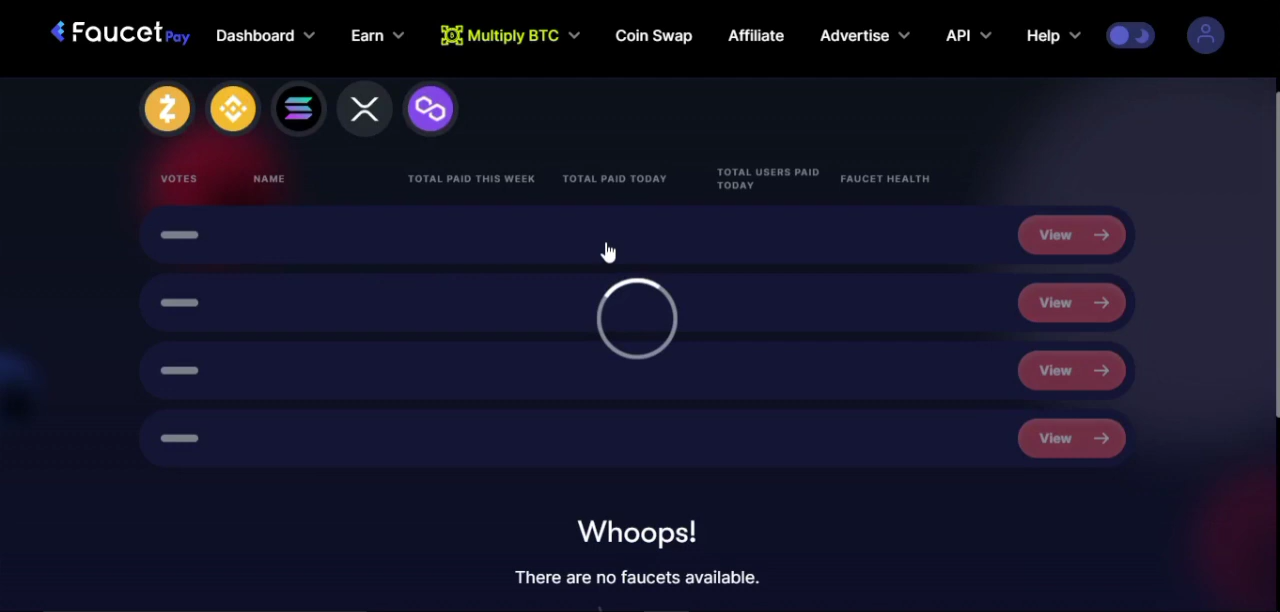 FaucetPay Dashboard Earn Multiply BTC Coin Swap Affiliate Advertise API Help
VOTES NAME TOTAL PAID THIS WEEK TOTAL PAID TODAY TOTAL USERS PAID TODAY FAUCET HEALTH
View
View
View
View
Whoops!
There are no faucets available.